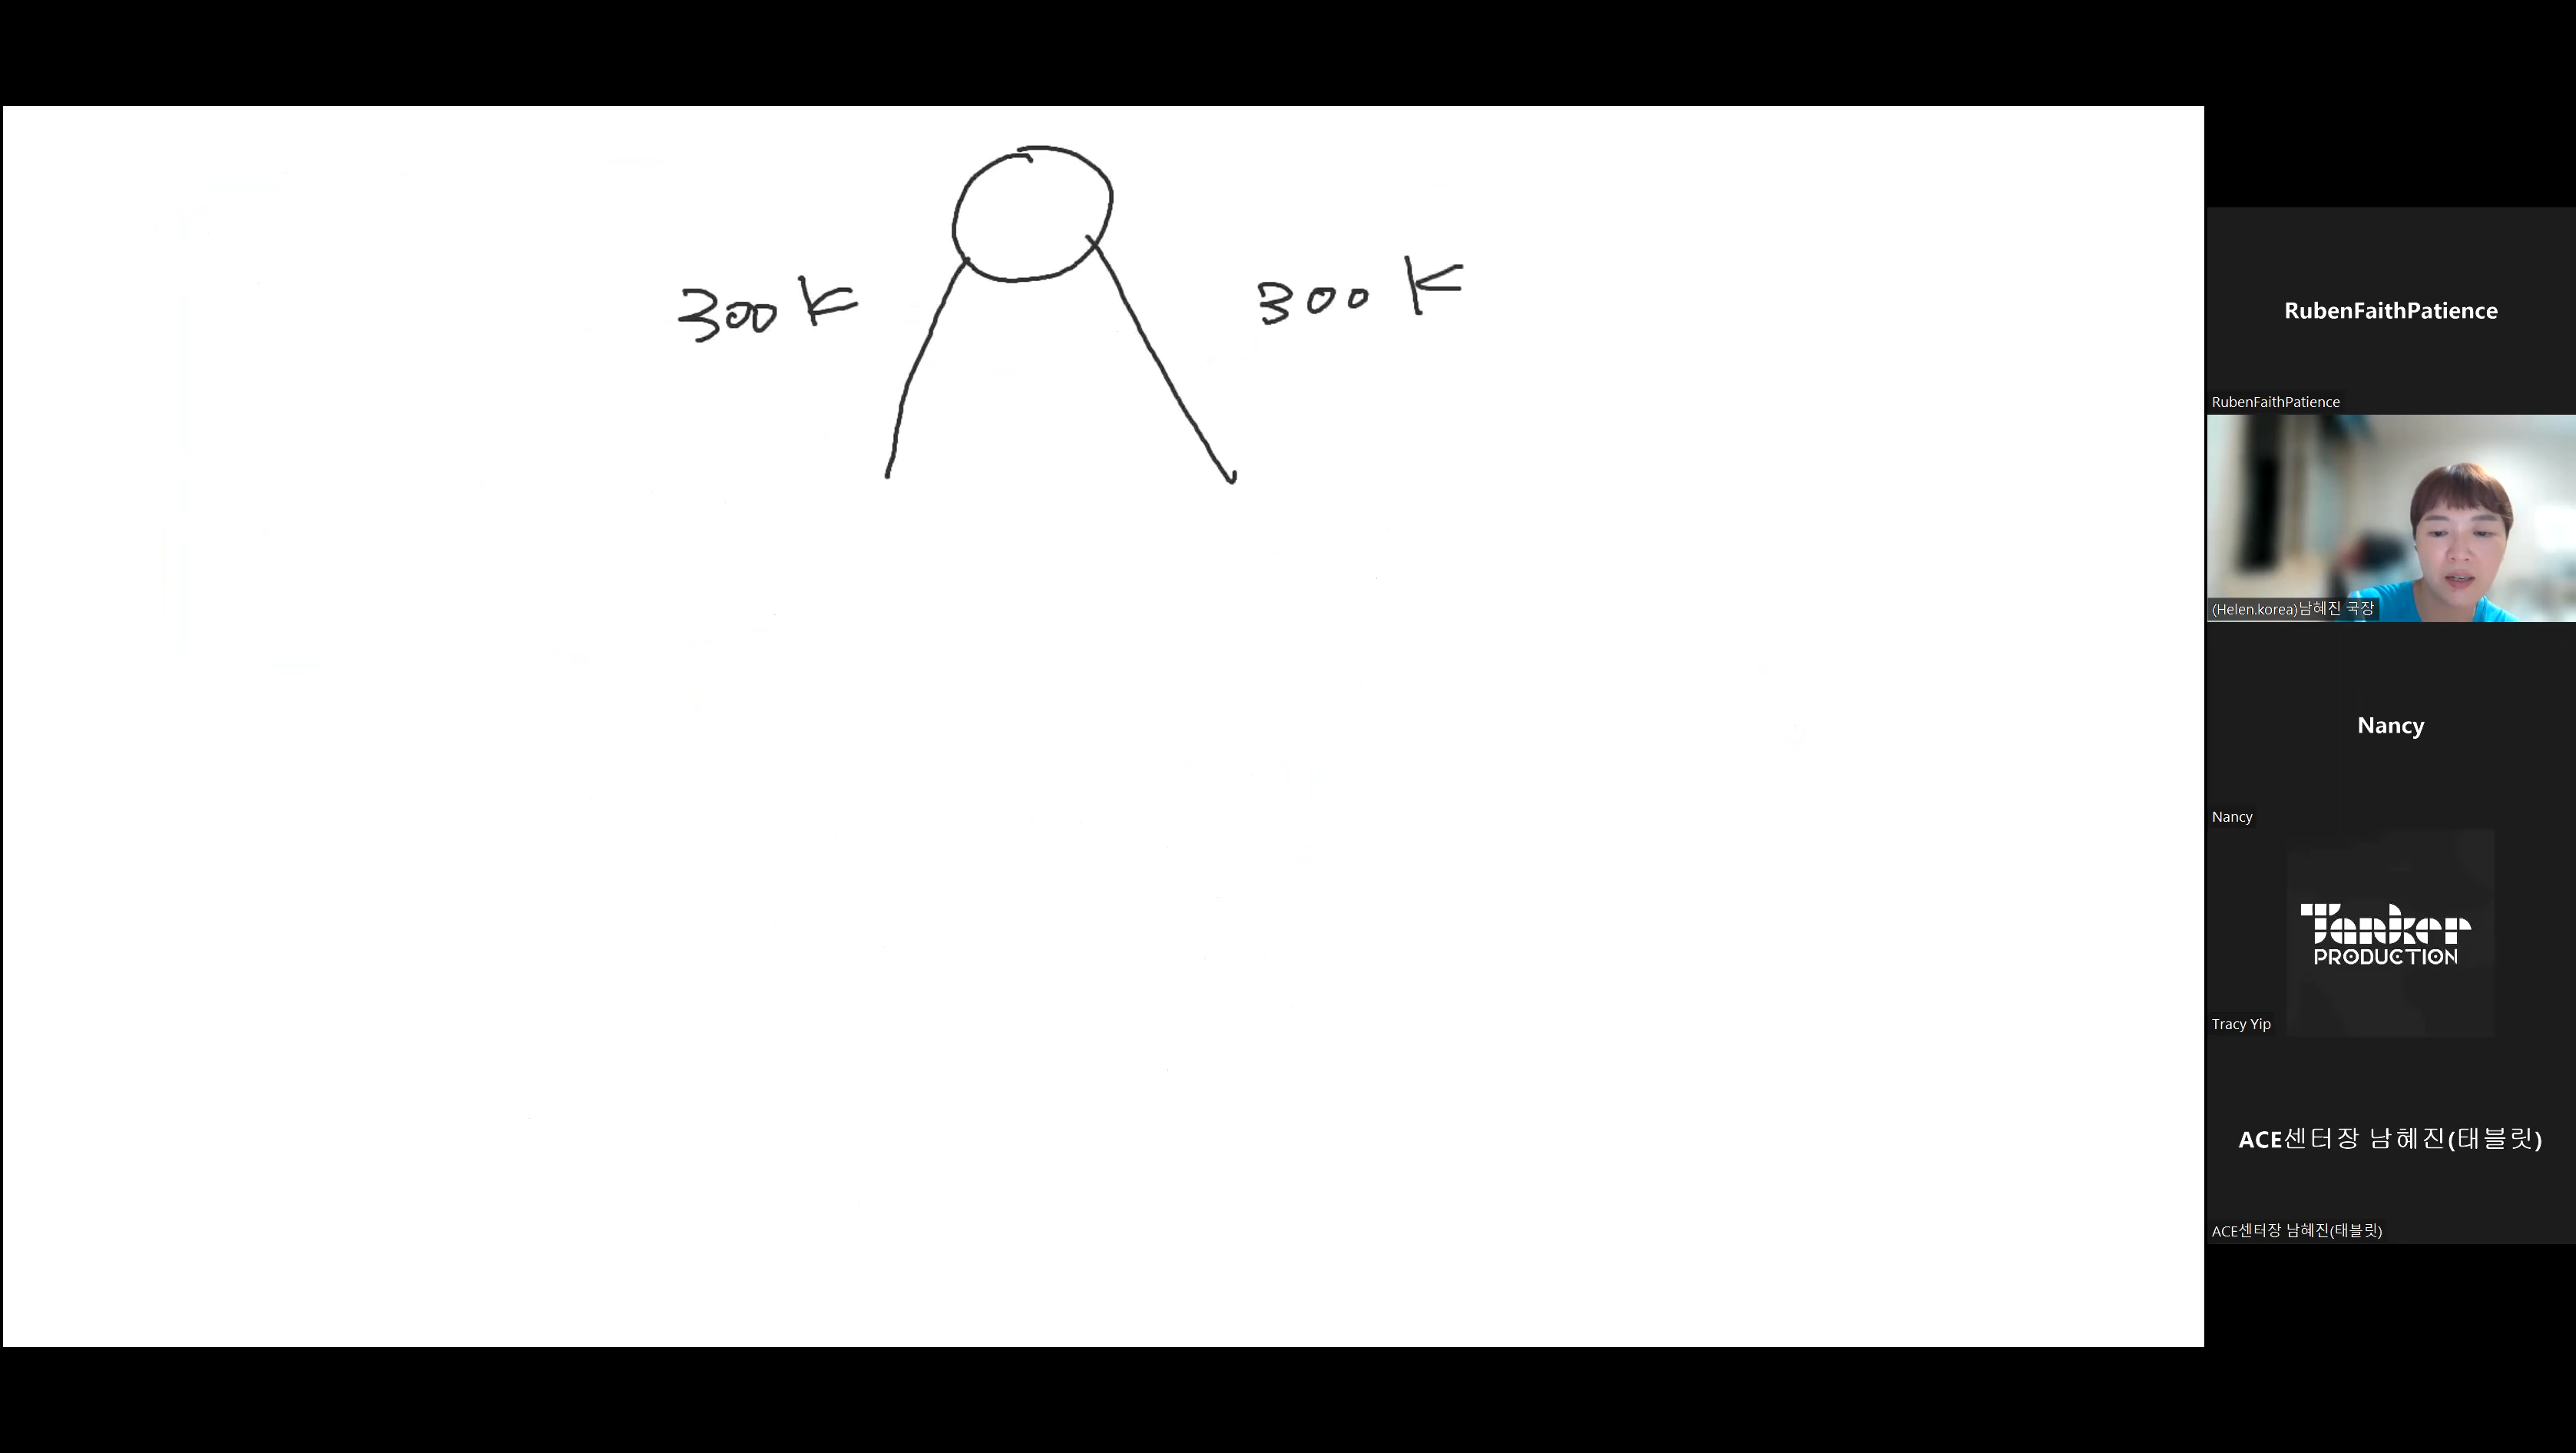 300 K
300 K
RubenFaithPatience
RubenFaithPatience
(Helen.korea)남혜진 국장
Nancy
Nancy
Tanker
PRODUCTION
Tracy Yip
ACE센터장 남혜진(태블릿)
ACE센터장 남혜진(태블릿)